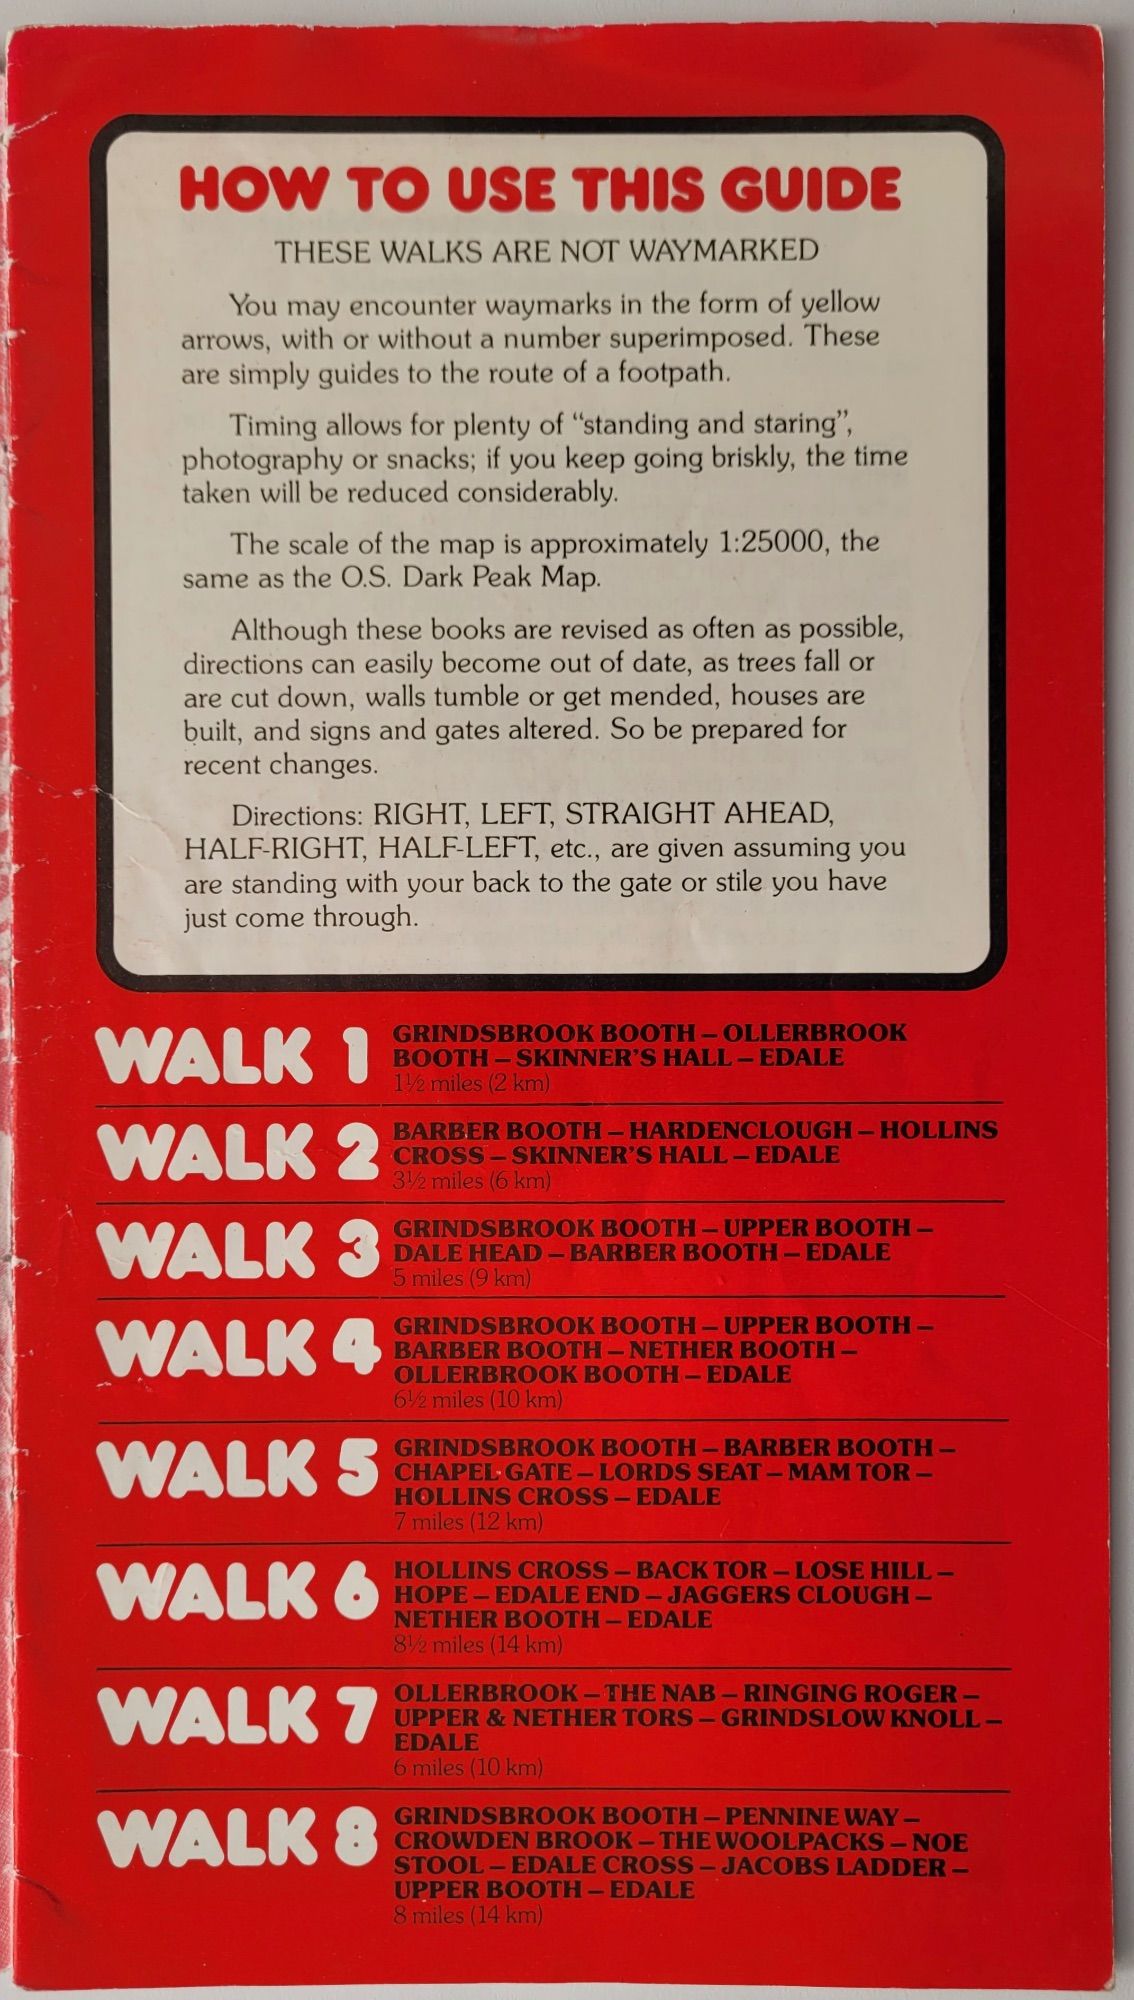 HOW TO USE THIS GUIDE
THESE WALKS ARE NOT WAYMARKED
You may encounter waymarks in the form of yellow
arrows, with or without a number superimposed. These
are simply guides to the route of a footpath.
Timing allows for plenty of “standing and staring”,
photography or snacks; if you keep going briskly, the time
taken will be reduced considerably.
The scale of the map is approximately 1:25000, the
same as the O.S. Dark Peak Map.
Although these books are revised as often as possible,
directions can easily become out of date, as trees fall or
are cut down, walls tumble or get mended, houses are
built, and signs and gates altered. So be prepared for
recent changes.
Directions: RIGHT, LEFT, STRAIGHT AHEAD,
HALF-RIGHT, HALF-LEFT, etc., are given assuming you
are standing with your back to the gate or stile you have
just come through.
WALK 1
GRINDSBROOK BOOTH – OLLERBROOK
BOOTH – SKINNER'S HALL – EDALE
1½ miles (2 km)
WALK 2
BARBER BOOTH – HARDENCLOUGH – HOLLINS
CROSS – SKINNER'S HALL – EDALE
3½ miles (6 km)
WALK 3
GRINDSBROOK BOOTH – UPPER BOOTH –
DALE HEAD – BARBER BOOTH – EDALE
5 miles (9 km)
WALK 4
GRINDSBROOK BOOTH – UPPER BOOTH –
BARBER BOOTH – NETHER BOOTH –
OLLERBROOK BOOTH – EDALE
6½ miles (10 km)
WALK 5
GRINDSBROOK BOOTH – BARBER BOOTH –
CHAPEL GATE – LORDS SEAT – MAM TOR –
HOLLINS CROSS – EDALE
7 miles (12 km)
WALK 6
HOLLINS CROSS – BACK TOR – LOSE HILL –
HOPE – EDALE END – JAGGERS CLOUGH –
NETHER BOOTH – EDALE
8½ miles (14 km)
WALK 7
OLLERBROOK – THE NAB – RINGING ROGER –
UPPER & NETHER TORS – GRINDSLOW KNOLL –
EDALE
6 miles (10 km)
WALK 8
GRINDSBROOK BOOTH – PENNINE WAY –
CROWDEN BROOK – THE WOOLPACKS – NOE
STOOL – EDALE CROSS – JACOBS LADDER –
UPPER BOOTH – EDALE
8 miles (14 km)